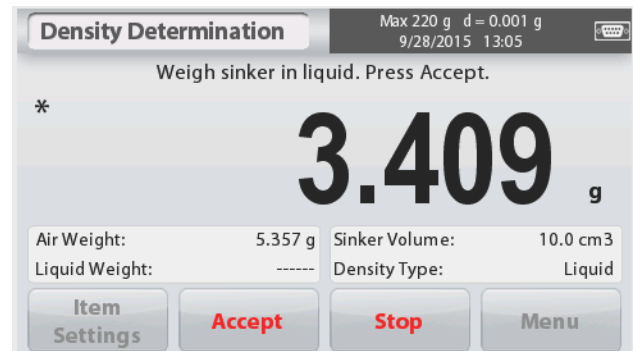 Density Determination
Max 220 g d = 0.001 g
9/28/2015 13:05
Weigh sinker in liquid. Press Accept.
*
3.409 g
Air Weight: 5.357 g
Liquid Weight: ------
Sinker Volume: 10.0 cm3
Density Type: Liquid
Item
Settings
Accept
Stop
Menu